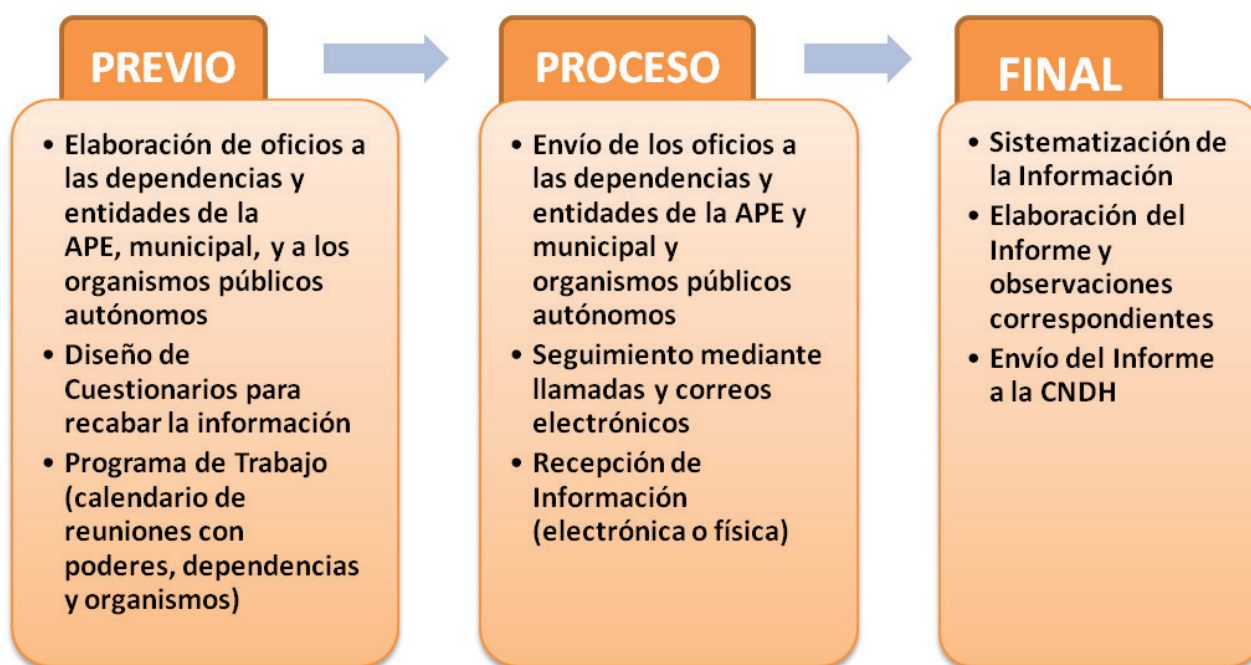 PREVIO
• Elaboración de oficios a
las dependencias y
entidades de la
APE, municipal, y a los
organismos públicos
autónomos
• Diseño de
Cuestionarios para
recabar la información
• Programa de Trabajo
(calendario de
reuniones con
poderes, dependencias
y organismos)
PROCESO
• Envío de los oficios a
las dependencias y
entidades de la APE y
municipal y
organismos públicos
autónomos
• Seguimiento mediante
llamadas y correos
electrónicos
• Recepción de
Información
(electrónica o física)
FINAL
• Sistematización de
la Información
• Elaboración del
Informe y
observaciones
correspondientes
• Envío del Informe
a la CNDH